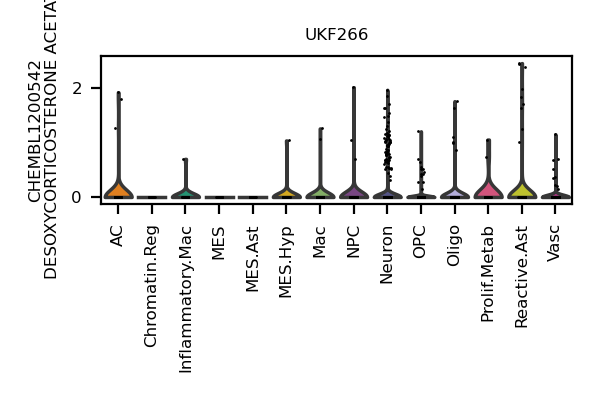 UKF266
CHEMBL1200542
DESOXYCORTICOSTERONE ACETAT
2
0
AC
Chromatin.Reg
Inflammatory.Mac
MES
MES.Ast
MES.Hyp
Mac
NPC
Neuron
OPC
Oligo
Prolif.Metab
Reactive.Ast
Vasc